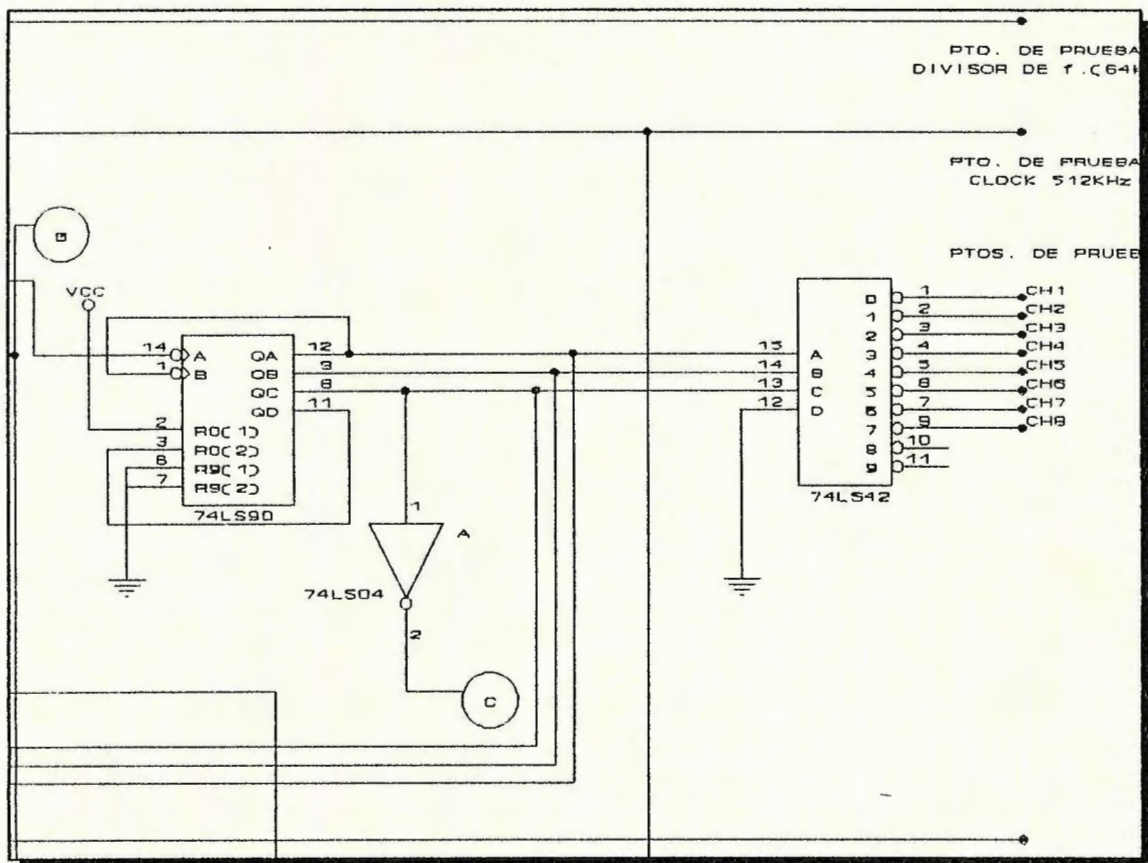 PTO. DE PRUEBA
DIVISOR DE f.(64
PTO. DE PRUEBA
CLOCK 512KHz
G
PTOS. DE PRUEB
VCC
14 A QA 12
1 B QB 9
QC 8
QD 11
2 R0(1)
3 R0(2)
6 R9(1)
7 R9(2)
74LS90
15 A
14 B
13 C
12 D
0 1 CH1
1 2 CH2
2 3 CH3
3 4 CH4
4 5 CH5
5 6 CH6
6 7 CH7
7 9 CH8
8 10
9 11
74LS42
1
A
74LS04
2
C